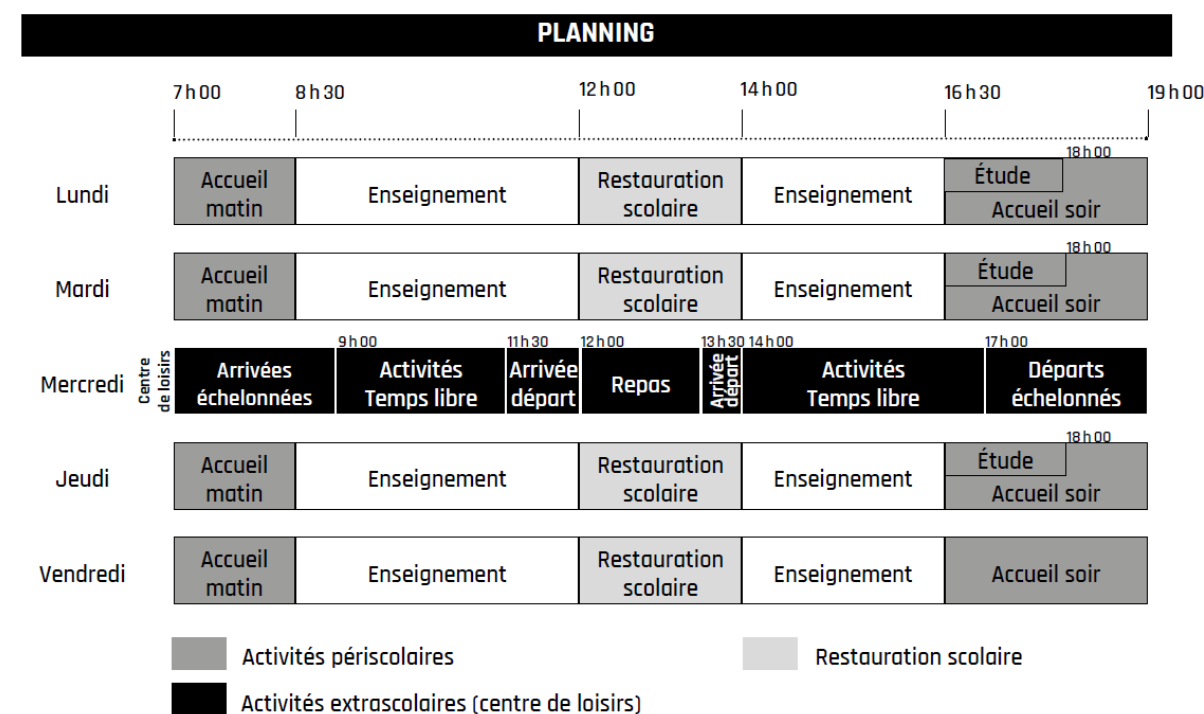 PLANNING
7h00 8h30 12h00 14h00 16h30 19h00
18h00
Lundi
Accueil matin
Enseignement
Restauration scolaire
Enseignement
Étude
Accueil soir
18h00
Mardi
Accueil matin
Enseignement
Restauration scolaire
Enseignement
Étude
Accueil soir
9h00 11h30 12h00 13h30 14h00 17h00
Mercredi
Centre de loisirs
Arrivées échelonnées
Activités Temps libre
Arrivée départ
Repas
Arrivée départ
Activités Temps libre
Départs échelonnés
18h00
Jeudi
Accueil matin
Enseignement
Restauration scolaire
Enseignement
Étude
Accueil soir
Vendredi
Accueil matin
Enseignement
Restauration scolaire
Enseignement
Accueil soir
Activités périscolaires
Restauration scolaire
Activités extrascolaires (centre de loisirs)